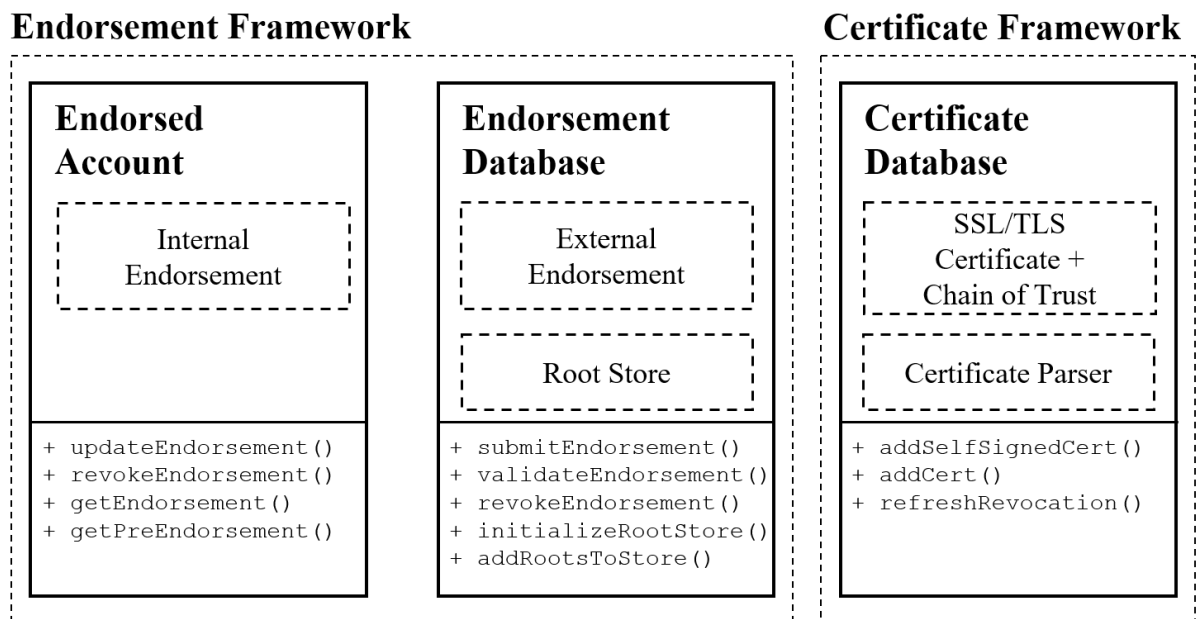 Endorsement Framework
Endorsed
Account
Internal
Endorsement
+ updateEndorsement()
+ revokeEndorsement()
+ getEndorsement()
+ getPreEndorsement()
Endorsement
Database
External
Endorsement
Root Store
+ submitEndorsement()
+ validateEndorsement()
+ revokeEndorsement()
+ initializeRootStore()
+ addRootsToStore()
Certificate Framework
Certificate
Database
SSL/TLS
Certificate +
Chain of Trust
Certificate Parser
+ addSelfSignedCert()
+ addCert()
+ refreshRevocation()